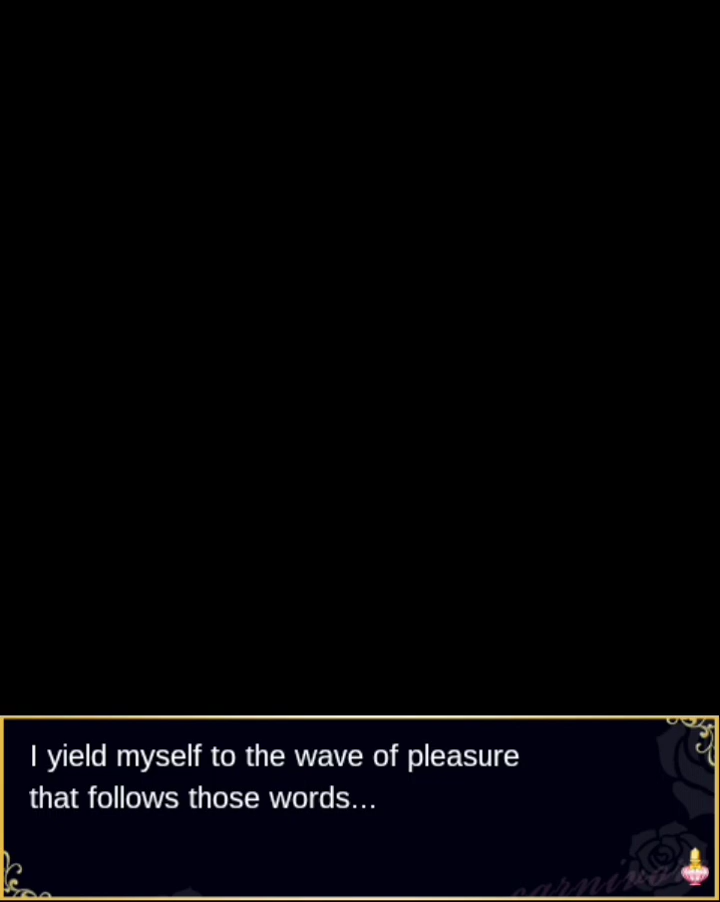 I yield myself to the wave of pleasure
that follows those words...